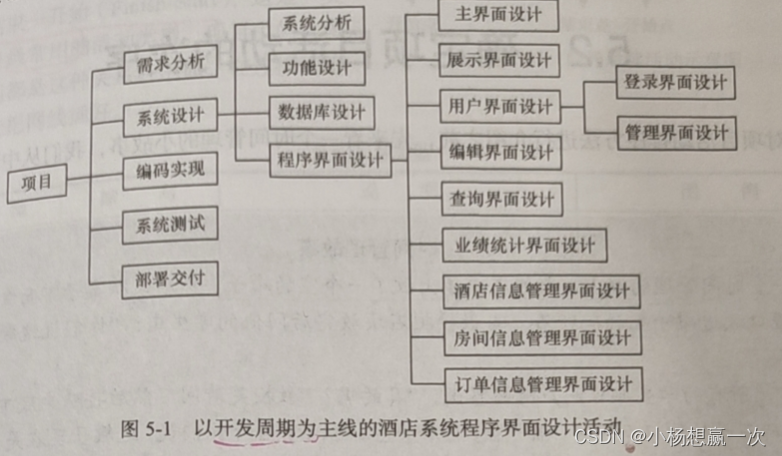 项目
需求分析
系统设计
编码实现
系统测试
部署交付
系统分析
功能设计
数据库设计
程序界面设计
主界面设计
展示界面设计
用户界面设计
编辑界面设计
查询界面设计
业绩统计界面设计
酒店信息管理界面设计
房间信息管理界面设计
订单信息管理界面设计
登录界面设计
管理界面设计
图 5-1 以开发周期为主线的酒店系统程序界面设计活动
CSDN @小杨想赢一次